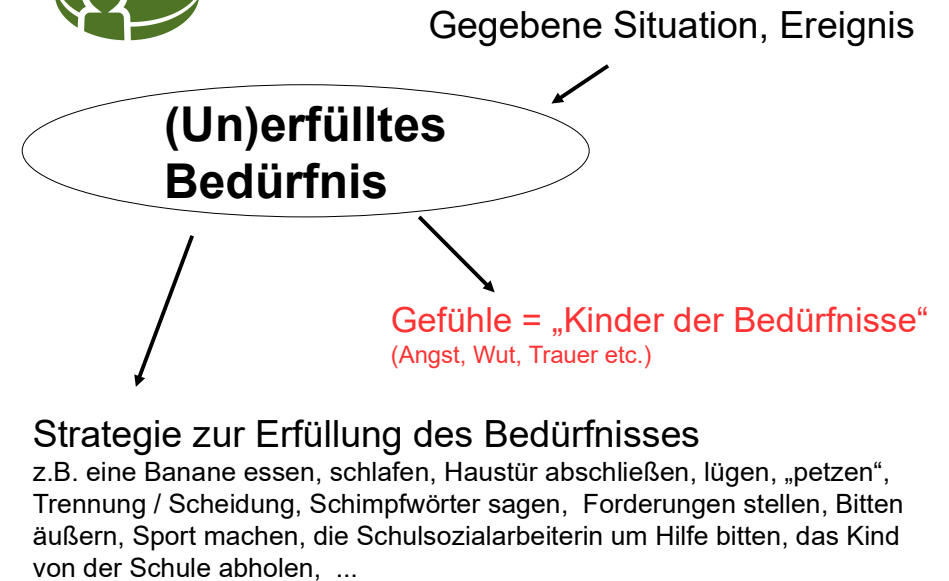 Gegebene Situation, Ereignis
(Un)erfülltes
Bedürfnis
Gefühle = „Kinder der Bedürfnisse“
(Angst, Wut, Trauer etc.)
Strategie zur Erfüllung des Bedürfnisses
z.B. eine Banane essen, schlafen, Haustür abschließen, lügen, „petzen“,
Trennung / Scheidung, Schimpfwörter sagen,  Forderungen stellen, Bitten
äußern, Sport machen, die Schulsozialarbeiterin um Hilfe bitten, das Kind
von der Schule abholen,  ...